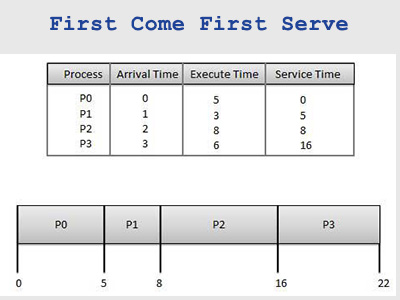 First Come First Serve
Process Arrival Time Execute Time Service Time
P0 0 5 0
P1 1 3 5
P2 2 8 8
P3 3 6 16
P0 P1 P2 P3
0 5 8 16 22